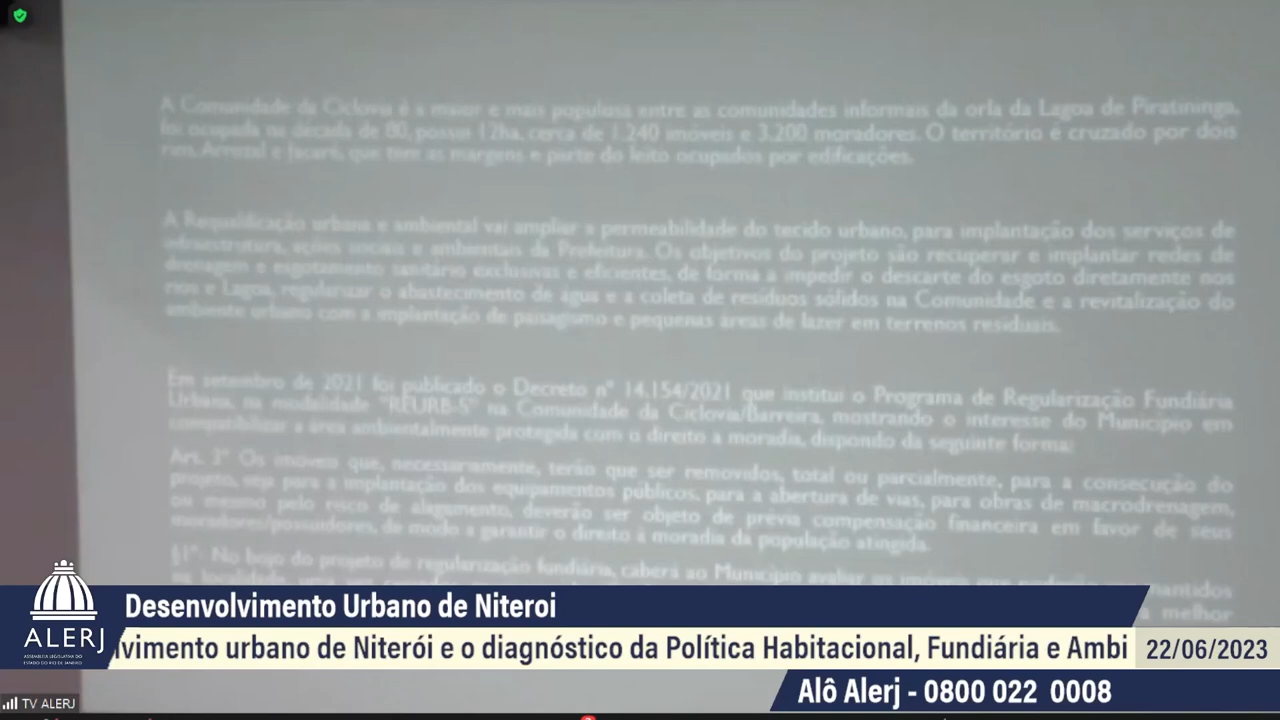 A Comunidade da Ciclovia é a maior e mais populosa entre as comunidades informais da orla da Lagoa de Piratininga,
foi ocupada na década de 80, possui 12ha, cerca de 1.240 imóveis e 3.200 moradores. O território é cruzado por dois
rios, Arrozal e Jacaré, que tem as margens e parte do leito ocupados por edificações.
A Requalificação urbana e ambiental vai ampliar a permeabilidade do tecido urbano, para implantação dos serviços de
infraestrutura, ações sociais e ambientais da Prefeitura. Os objetivos do projeto são recuperar e implantar redes de
drenagem e esgotamento sanitário exclusivas e eficientes, de forma a impedir o descarte do esgoto diretamente nos
rios e Lagoa, regularizar o abastecimento de água e a coleta de resíduos sólidos na Comunidade e a revitalização do
ambiente urbano com a implantação de paisagismo e pequenas áreas de lazer em terrenos residuais.
Em setembro de 2021 foi publicado o Decreto nº 14.154/2021 que institui o Programa de Regularização Fundiária
Urbana, na modalidade "REURB-S" na Comunidade da Ciclovia/Barreira, mostrando o interesse do Município em
compatibilizar a área ambientalmente protegida com o direito a moradia, dispondo da seguinte forma:
Art. 3º Os imóveis que, necessariamente, terão que ser removidos, total ou parcialmente, para a consecução do
projeto, seja para a implantação dos equipamentos públicos, para a abertura de vias, para obras de macrodrenagem,
ou mesmo pelo risco de alagamento, deverão ser objeto de prévia compensação financeira em favor de seus
moradores/possuidores, de modo a garantir o direito à moradia da população atingida.
§1º. No bojo do projeto de regularização fundiária, caberá ao Município avaliar os imóveis que mantidos
a melhor
Desenvolvimento Urbano de Niteroi
ALERJ
ASSEMBLEIA LEGISLATIVA DO
ESTADO DO RIO DE JANEIRO
lvimento urbano de Niterói e o diagnóstico da Política Habitacional, Fundiária e Ambi
22/06/2023
Alô Alerj - 0800 022 0008
TV ALERJ